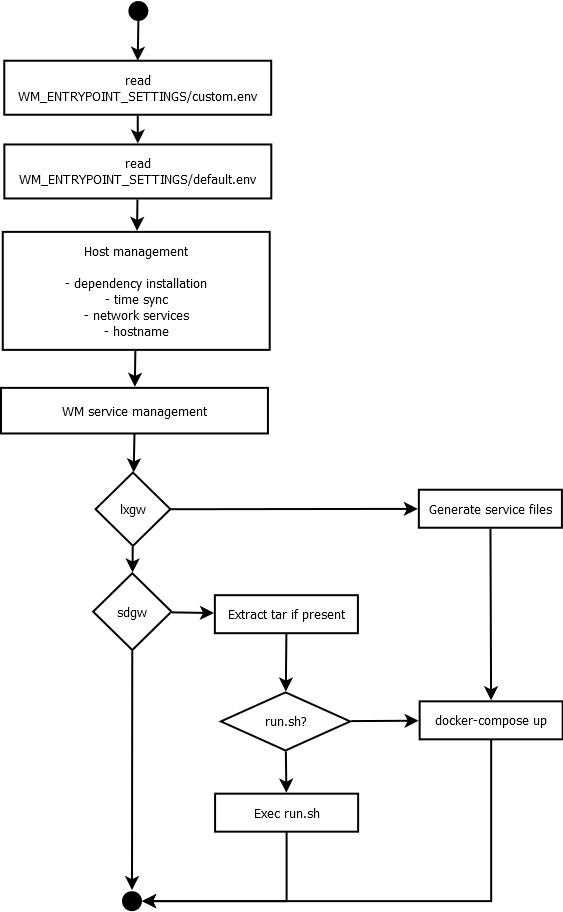 read
WM_ENTRYPOINT_SETTINGS/custom.env
read
WM_ENTRYPOINT_SETTINGS/default.env
Host management
- dependency installation
- time sync
- network services
- hostname
WM service management
lxgw
Generate service files
sdgw
Extract tar if present
run.sh?
docker-compose up
Exec run.sh